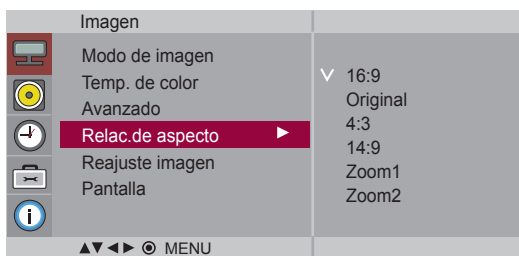 Imagen
Modo de imagen
Temp. de color
Avanzado
Relac.de aspecto
Reajuste imagen
Pantalla
16:9
Original
4:3
14:9
Zoom1
Zoom2
MENU